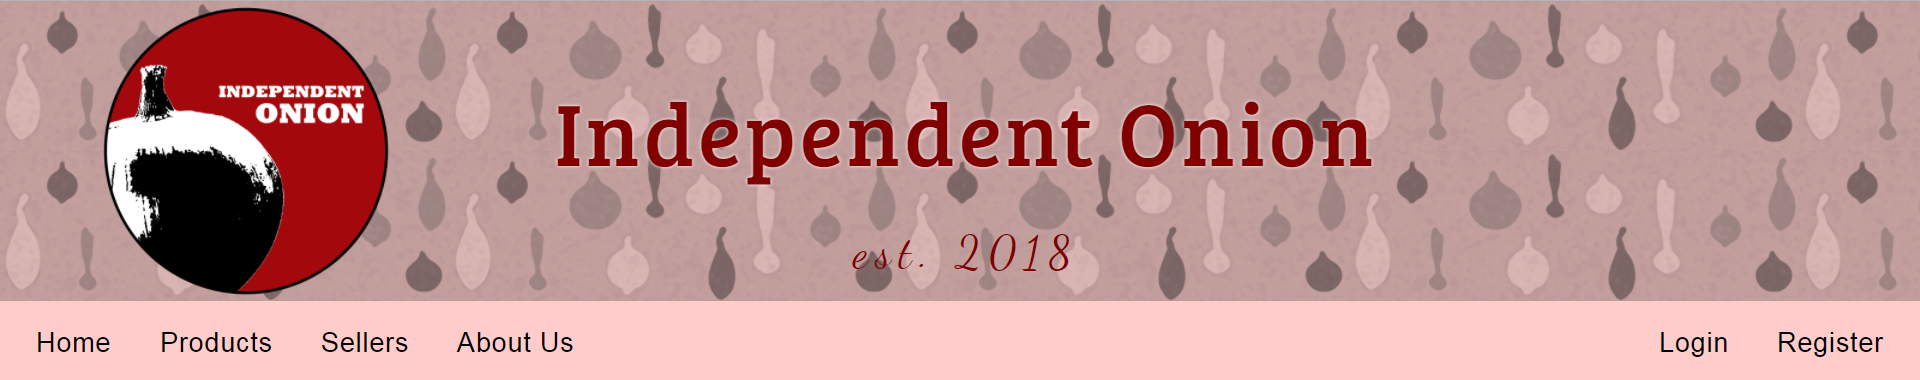 INDEPENDENT
ONION
Independent Onion
est. 2018
Home Products Sellers About Us Login Register